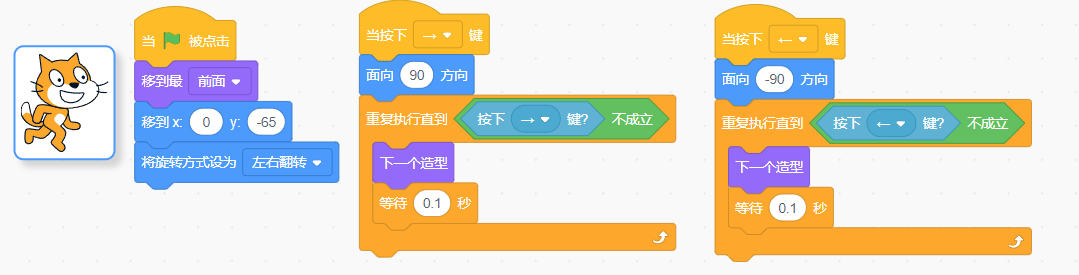 当 被点击
移到最 前面
移到 x: 0 y: -65
将旋转方式设为 左右翻转
当按下 → 键
面向 90 方向
重复执行直到 按下 → 键? 不成立
下一个造型
等待 0.1 秒
当按下 ← 键
面向 -90 方向
重复执行直到 按下 ← 键? 不成立
下一个造型
等待 0.1 秒